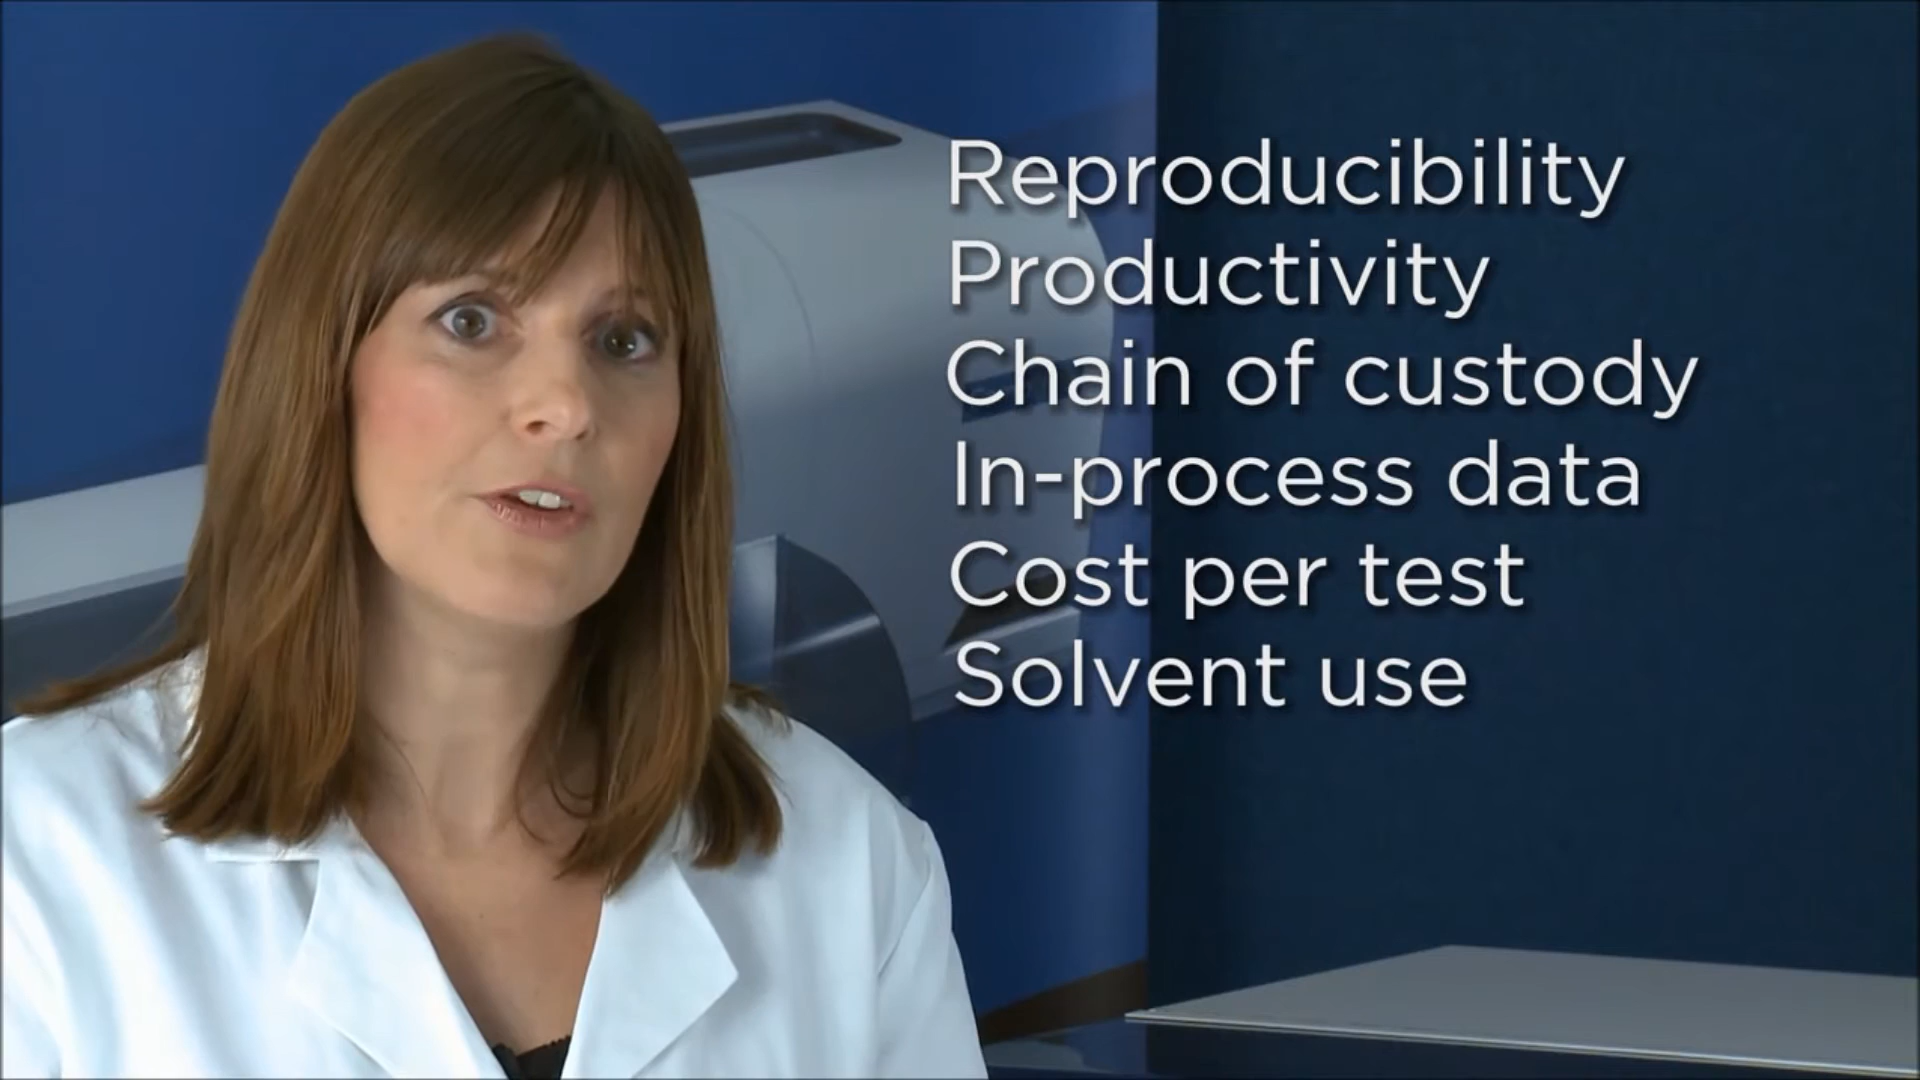 Reproducibility
Productivity
Chain of custody
In-process data
Cost per test
Solvent use